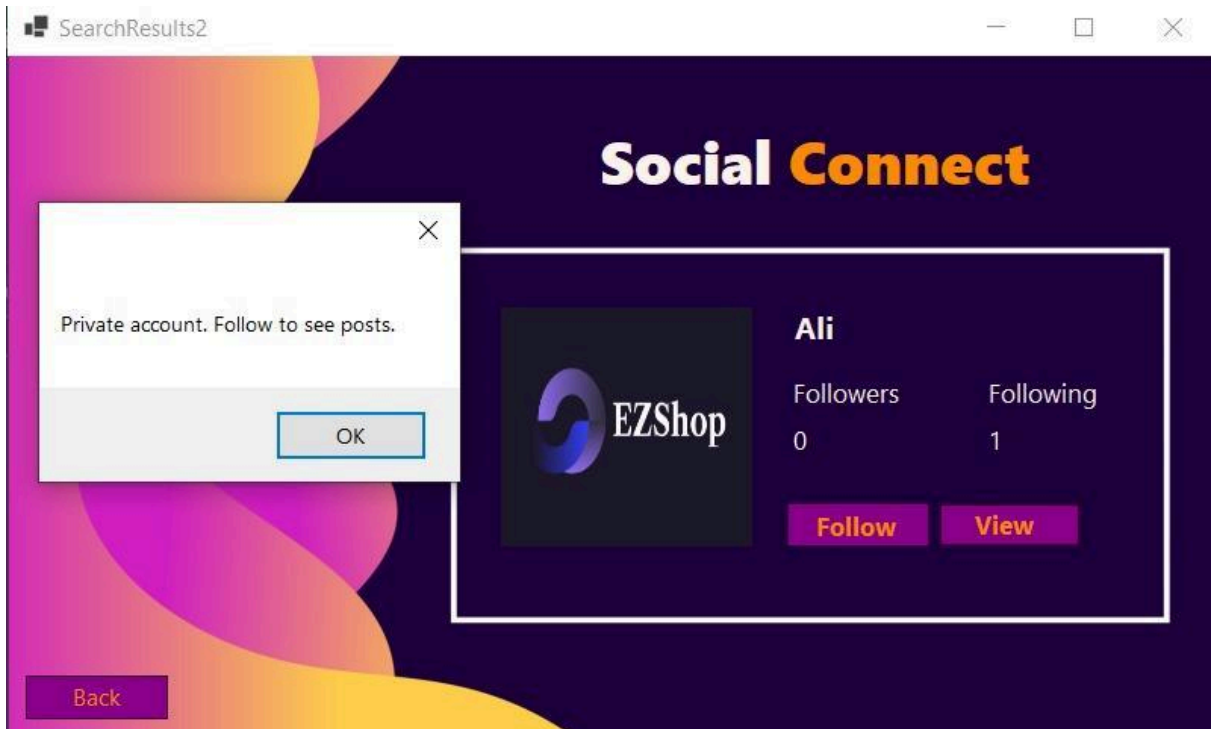 SearchResults2
Social Connect
Private account. Follow to see posts.
OK
EZShop
Ali
Followers Following
0 1
Follow View
Back